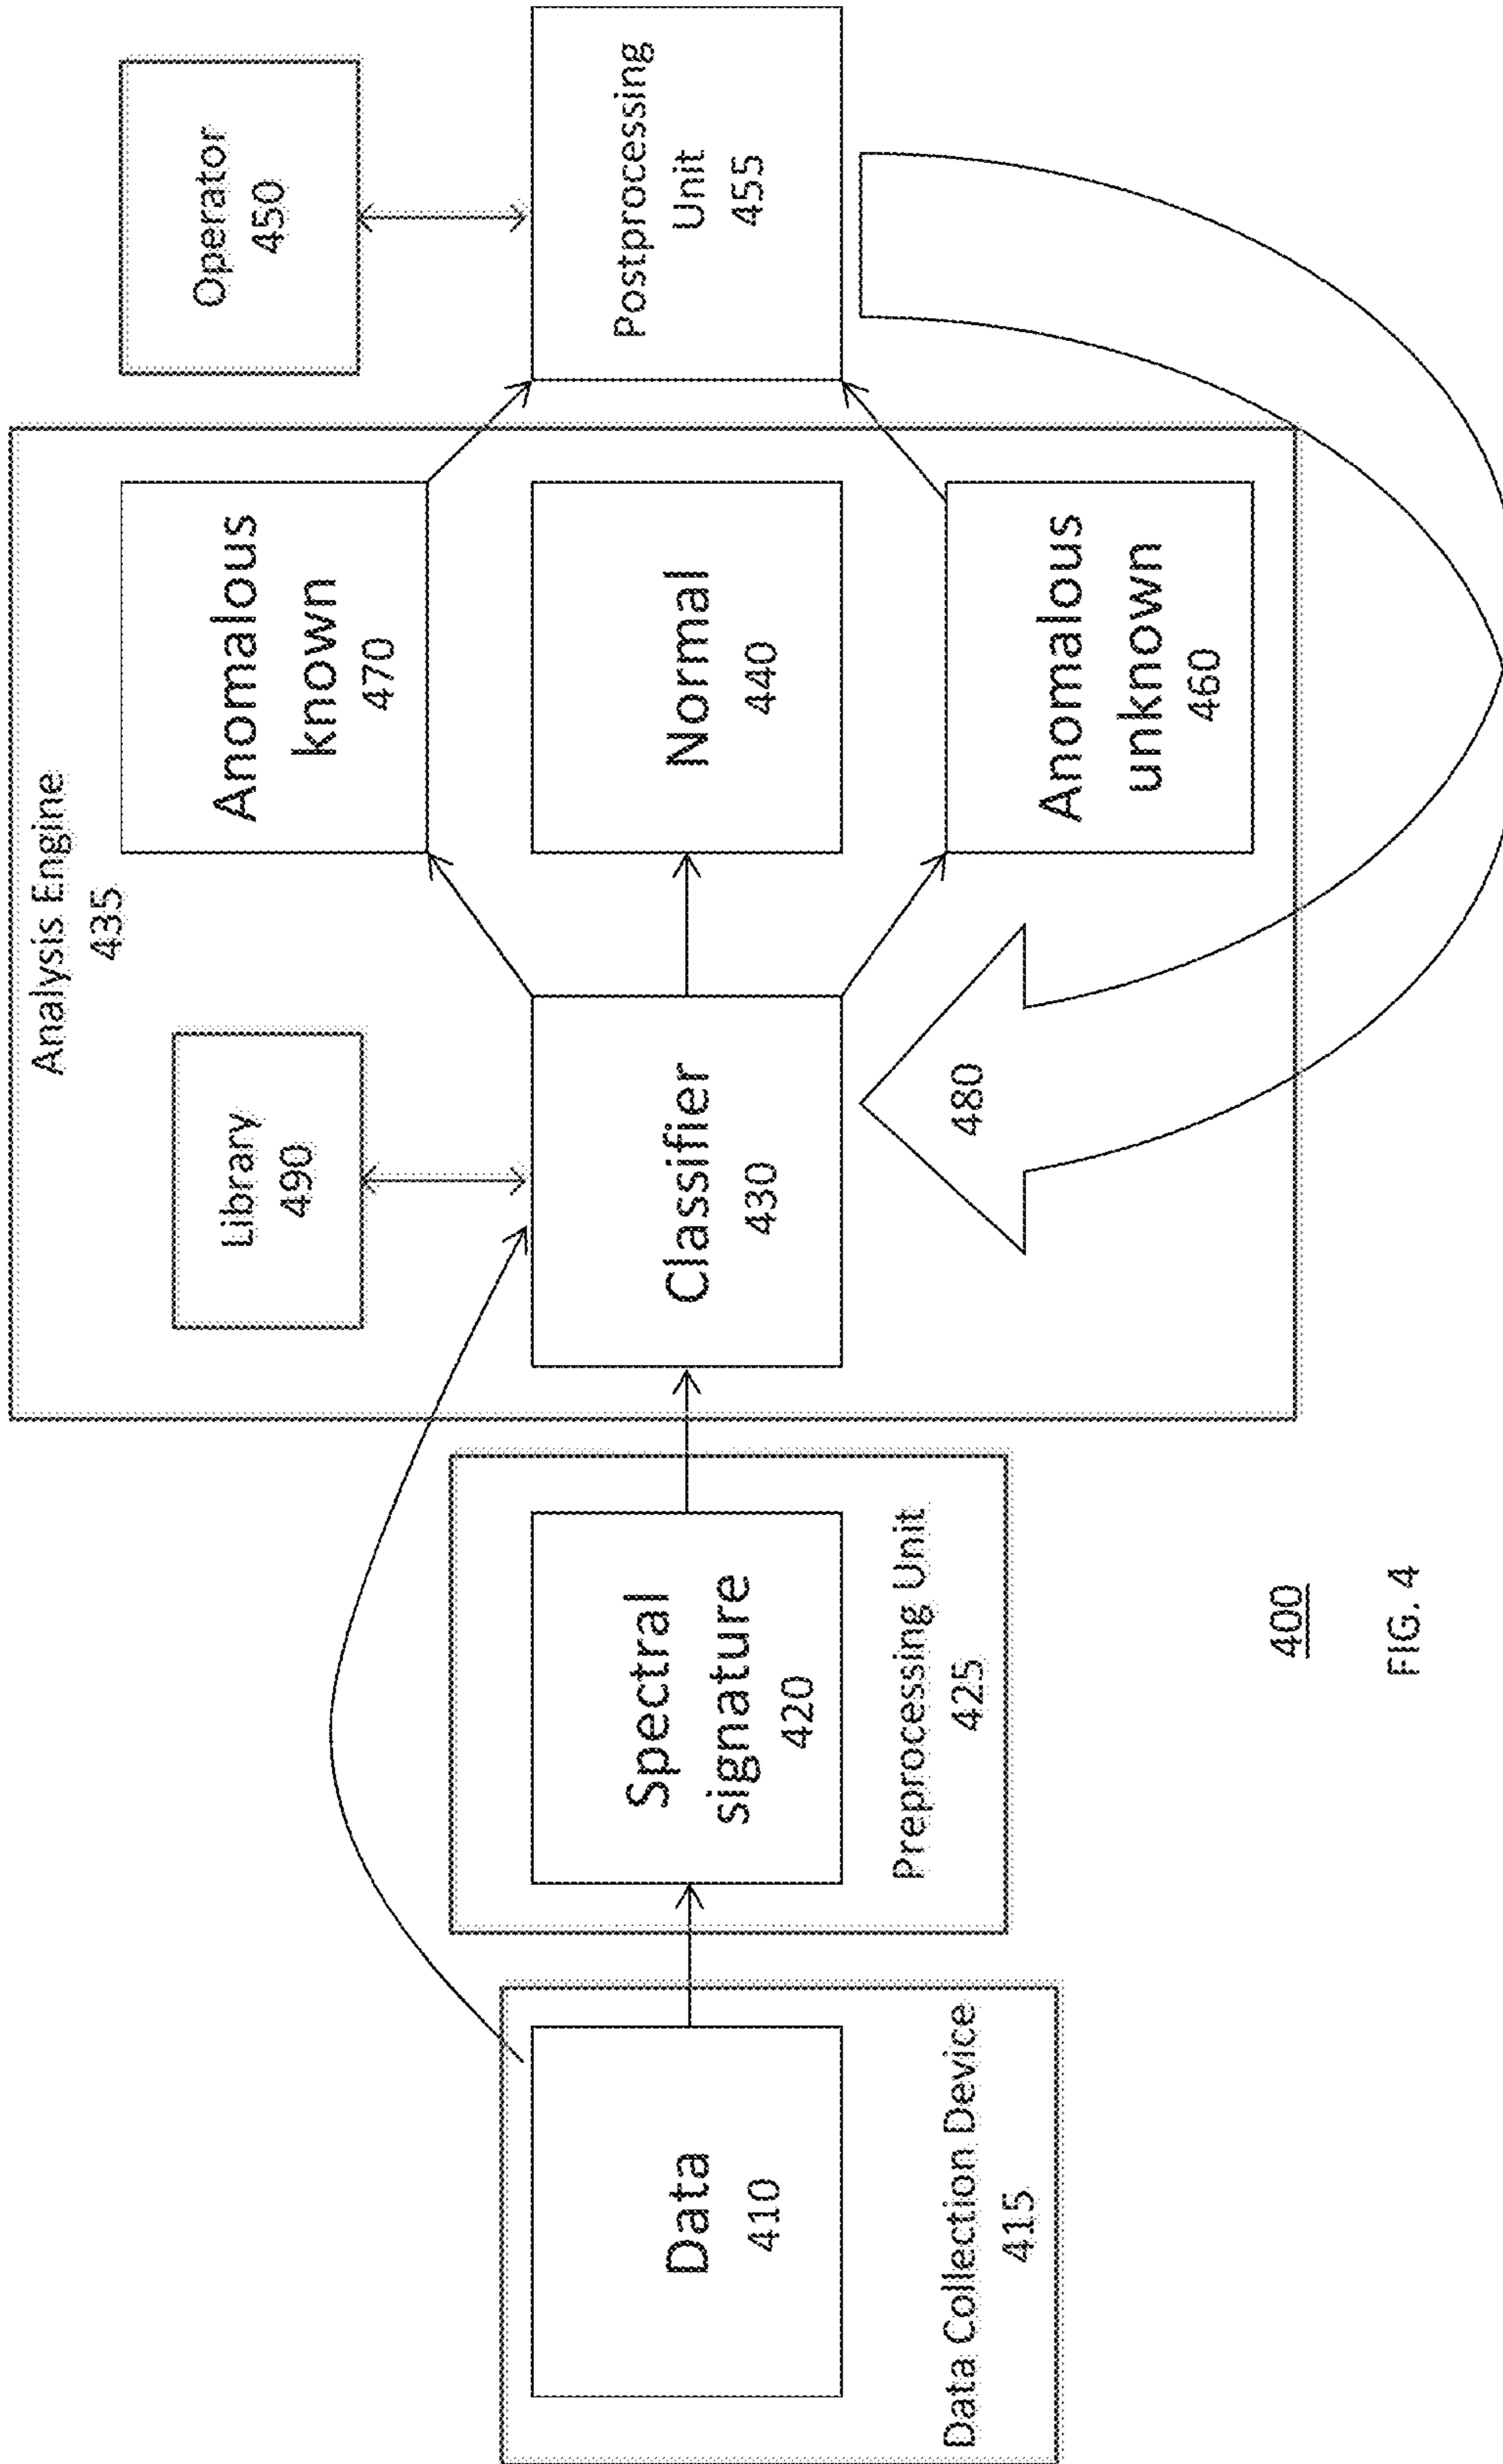 Data
410
Data Collection Device
415
Spectral
signature
420
Preprocessing Unit
425
Analysis Engine
435
Library
490
Classifier
430
480
Anomalous
known
470
Normal
440
Anomalous
unknown
460
Operator
450
Postprocessing
Unit
455
400
FIG. 4